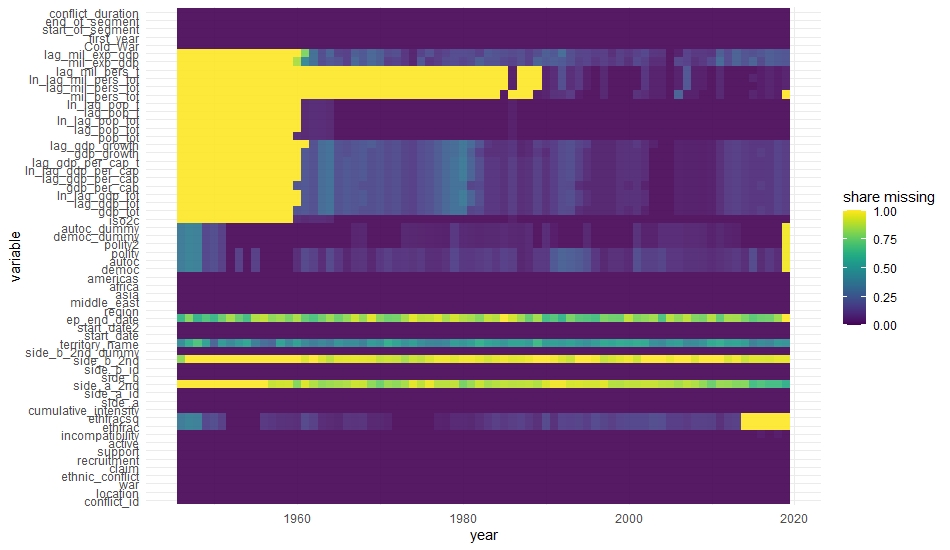 conflict_duration
end_of_segment
start_of_segment
first_year
Cold_War
lag_mil_exp_gdp
mil_exp_gdp
lag_mil_pers_t
ln_lag_mil_pers_tot
lag_mil_pers_tot
mil_pers_tot
ln_lag_pop_t
lag_pop_t
ln_lag_pop_tot
lag_pop_tot
pop_tot
lag_gdp_growth
gdp_growth
lag_gdp_per_cap_t
ln_lag_gdp_per_cap
lag_gdp_per_cap
gdp_per_cap
ln_lag_gdp_tot
lag_gdp_tot
gdp_tot
iso2c
autoc_dummy
democ_dummy
polity2
polity
autoc
democ
americas
africa
asia
middle_east
region
ep_end_date
start_date2
start_date
territory_name
side_b_2nd_dummy
side_b_2nd
side_b_id
side_b
side_a_2nd
side_a_id
side_a
cumulative_intensity
ethfracsq
ethfrac
incompatibility
active
support
recruitment
claim
ethnic_conflict
war
location
conflict_id
variable
1960
1980
2000
2020
year
share missing
1.00
0.75
0.50
0.25
0.00